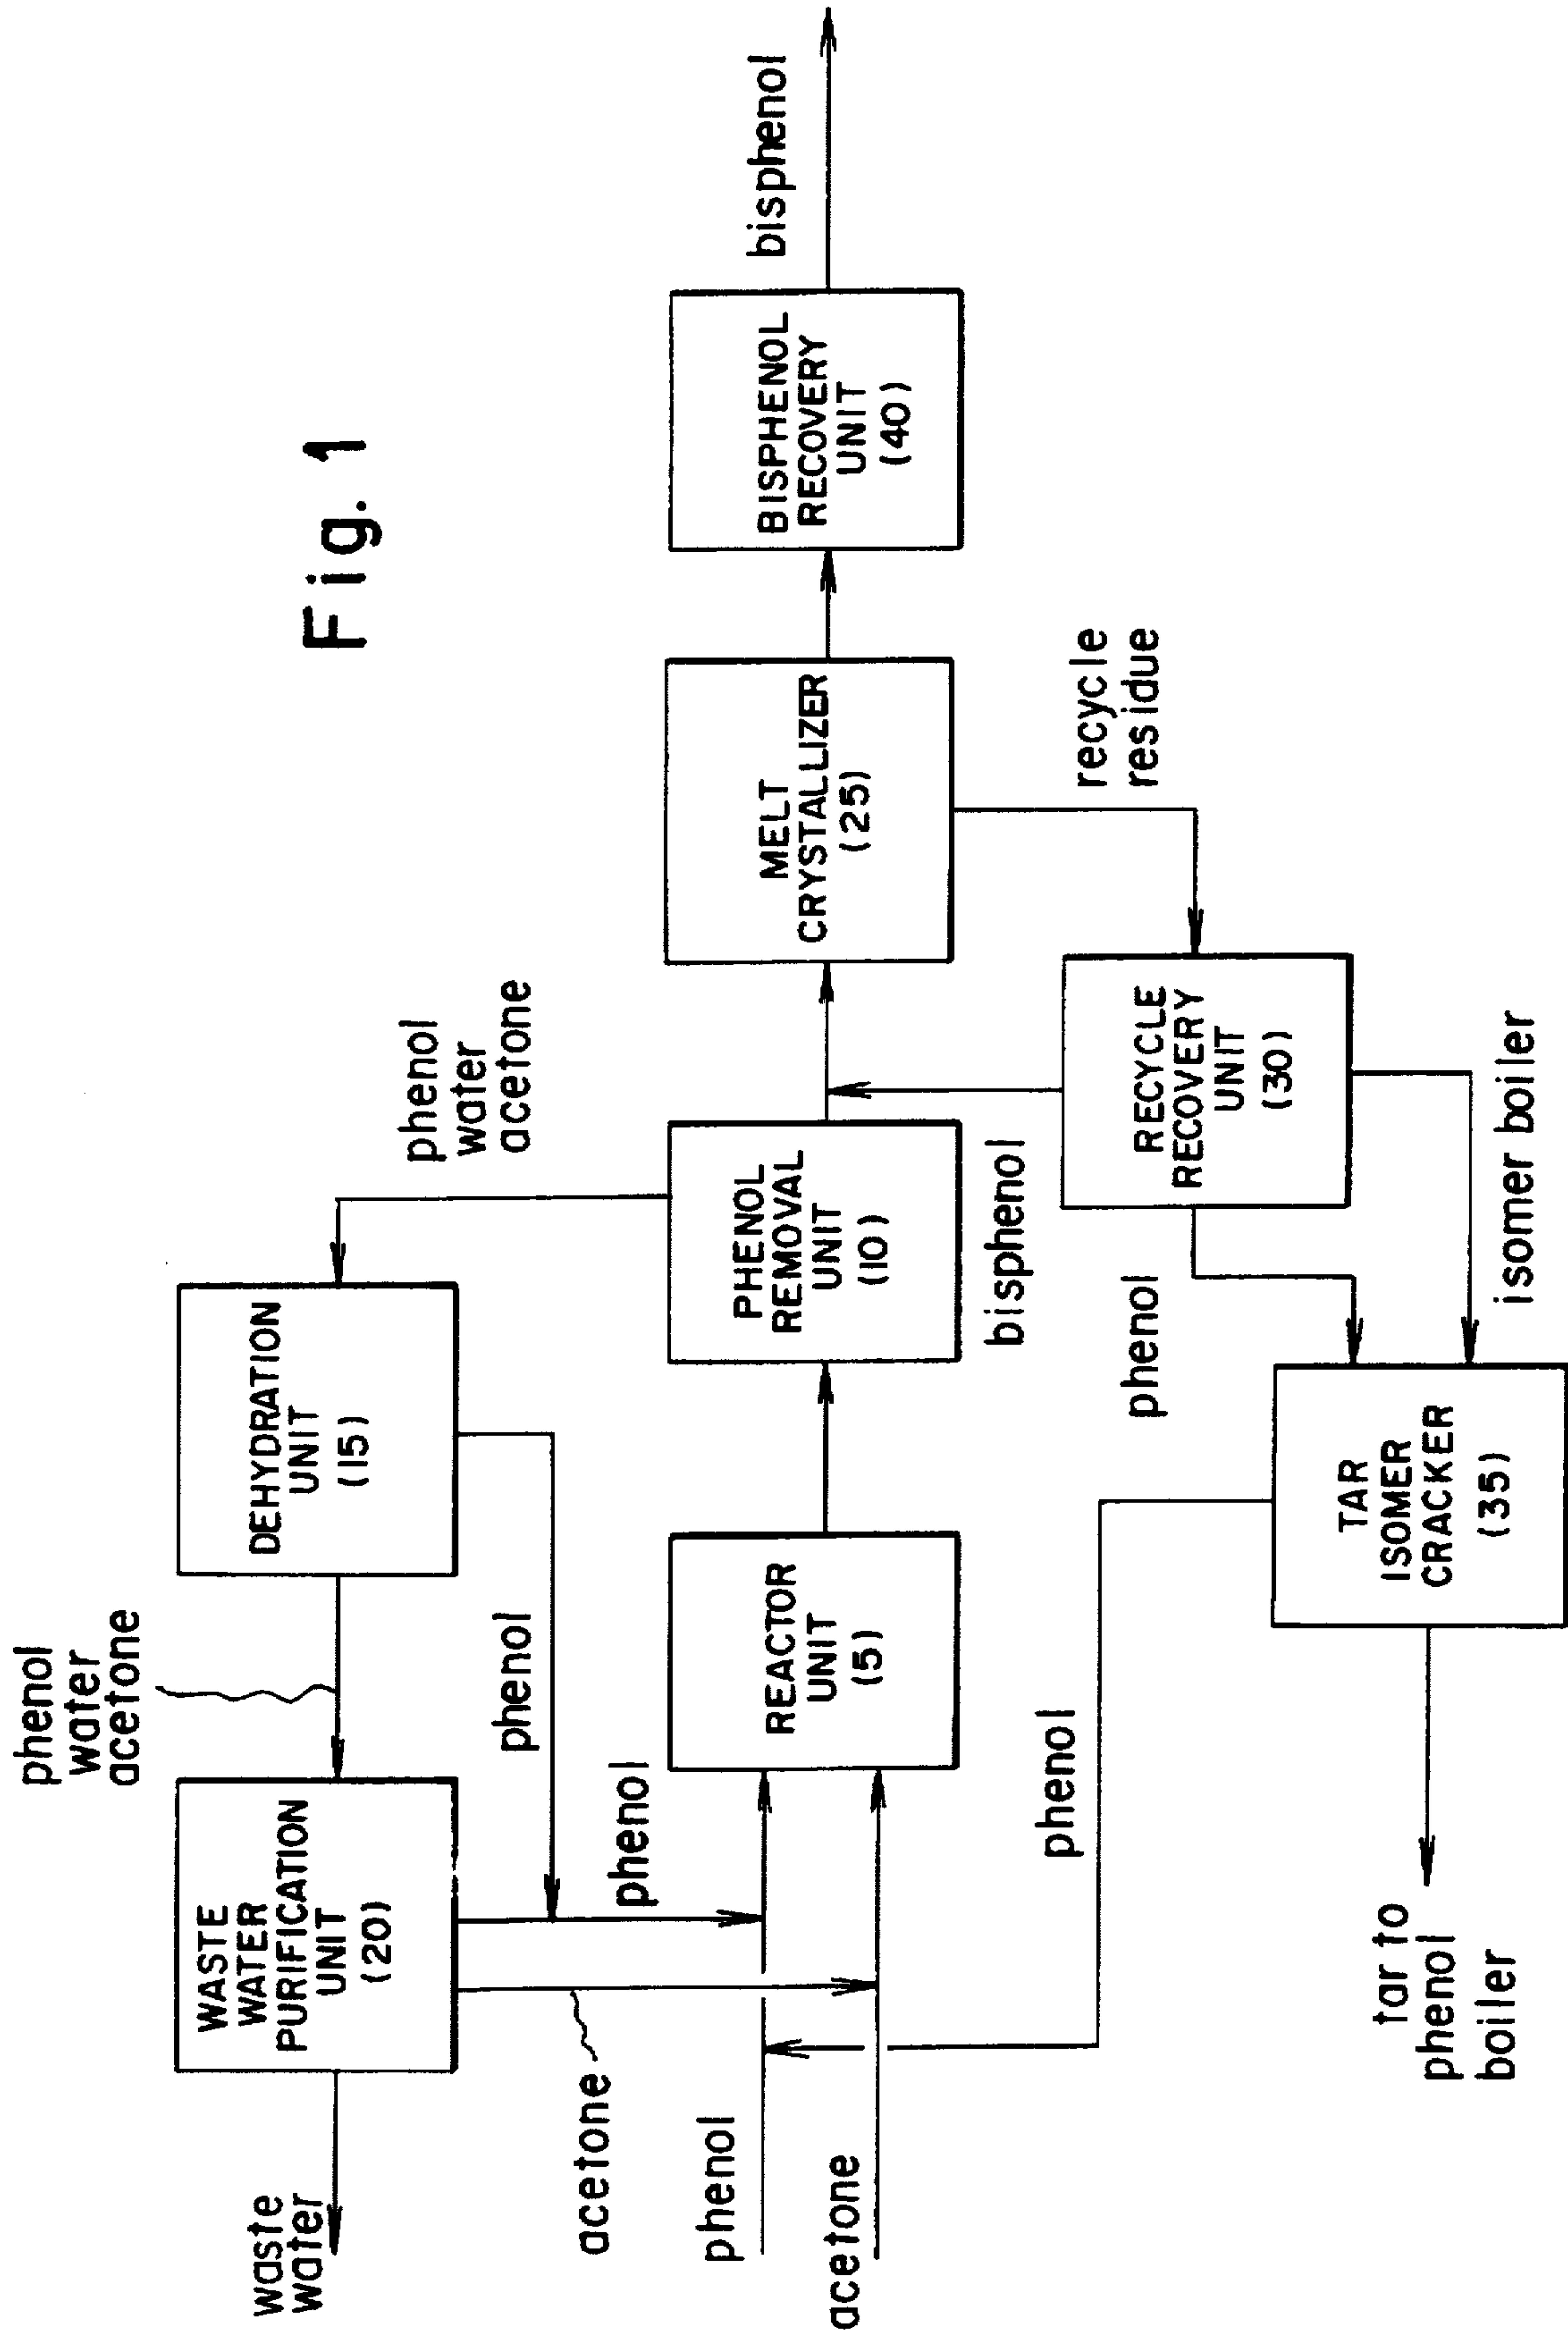 Fig. 1
waste
water
WASTE
WATER
PURIFICATION
UNIT
(20)
phenol
water
acetone
DEHYDRATION
UNIT
(15)
phenol
water
acetone
phenol
acetone
phenol
phenol
acetone
REACTOR
UNIT
(5)
PHENOL
REMOVAL
UNIT
(10)
MELT
CRYSTALLIZER
(25)
BISPHENOL
RECOVERY
UNIT
(40)
bisphenol
bisphenol
recycle
residue
RECYCLE
RECOVERY
UNIT
(30)
phenol
phenol
isomer boiler
TAR
ISOMER
CRACKER
(35)
tar to
phenol
boiler